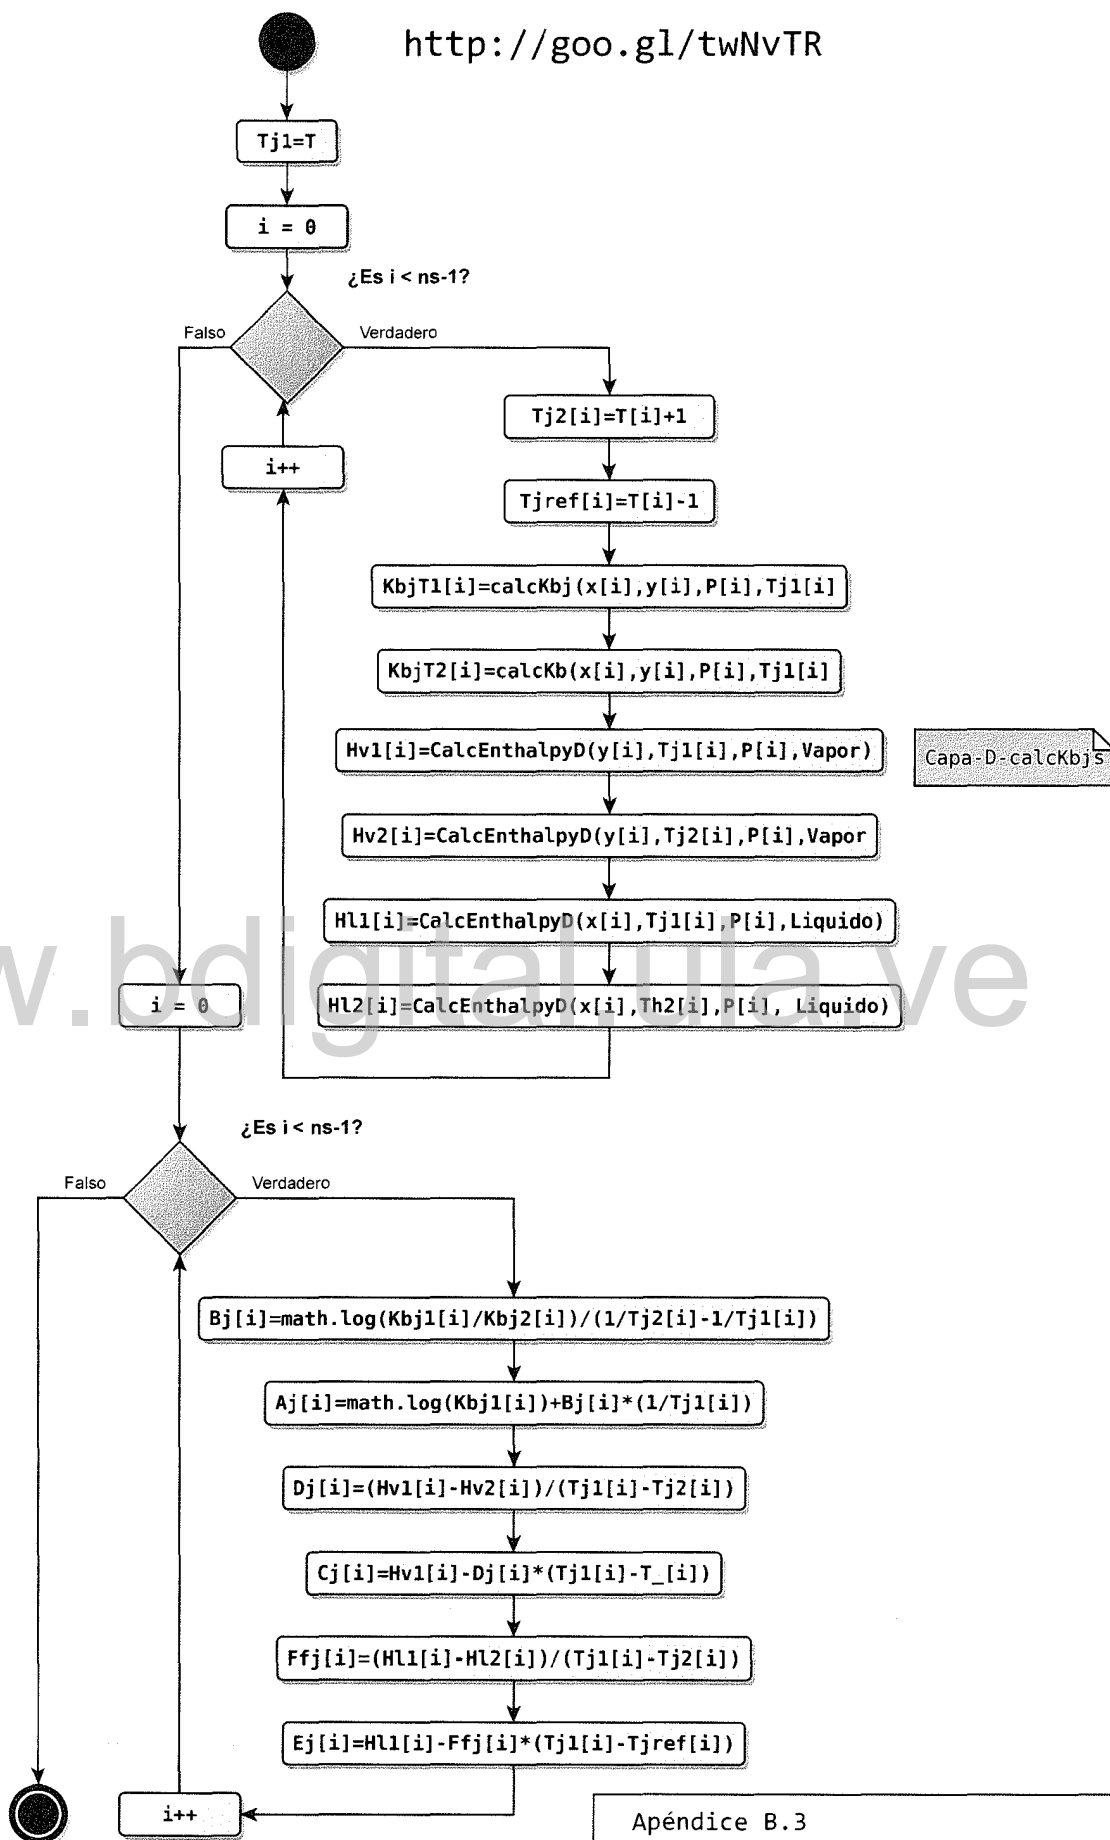 http://goo.gl/twNvTR
Tj1=T
i = 0
¿Es i < ns-1?
Falso
Verdadero
Tj2[i]=T[i]+1
i++
Tjref[i]=T[i]-1
KbjT1[i]=calcKbj(x[i],y[i],P[i],Tj1[i]
KbjT2[i]=calcKb(x[i],y[i],P[i],Tj1[i]
Hv1[i]=CalcEnthalpyD(y[i],Tj1[i],P[i],Vapor)
Capa-D-calcKbjs
Hv2[i]=CalcEnthalpyD(y[i],Tj2[i],P[i],Vapor
Hl1[i]=CalcEnthalpyD(x[i],Tj1[i],P[i],Liquido)
w.bdigital.ula.ve
i = 0
Hl2[i]=CalcEnthalpyD(x[i],Th2[i],P[i], Liquido)
¿Es i < ns-1?
Falso
Verdadero
Bj[i]=math.log(Kbj1[i]/Kbj2[i])/(1/Tj2[i]-1/Tj1[i])
Aj[i]=math.log(Kbj1[i])+Bj[i]*(1/Tj1[i])
Dj[i]=(Hv1[i]-Hv2[i])/(Tj1[i]-Tj2[i])
Cj[i]=Hv1[i]-Dj[i]*(Tj1[i]-T_[i])
Ffj[i]=(Hl1[i]-Hl2[i])/(Tj1[i]-Tj2[i])
Ej[i]=Hl1[i]-Ffj[i]*(Tj1[i]-Tjref[i])
i++
Apéndice B.3